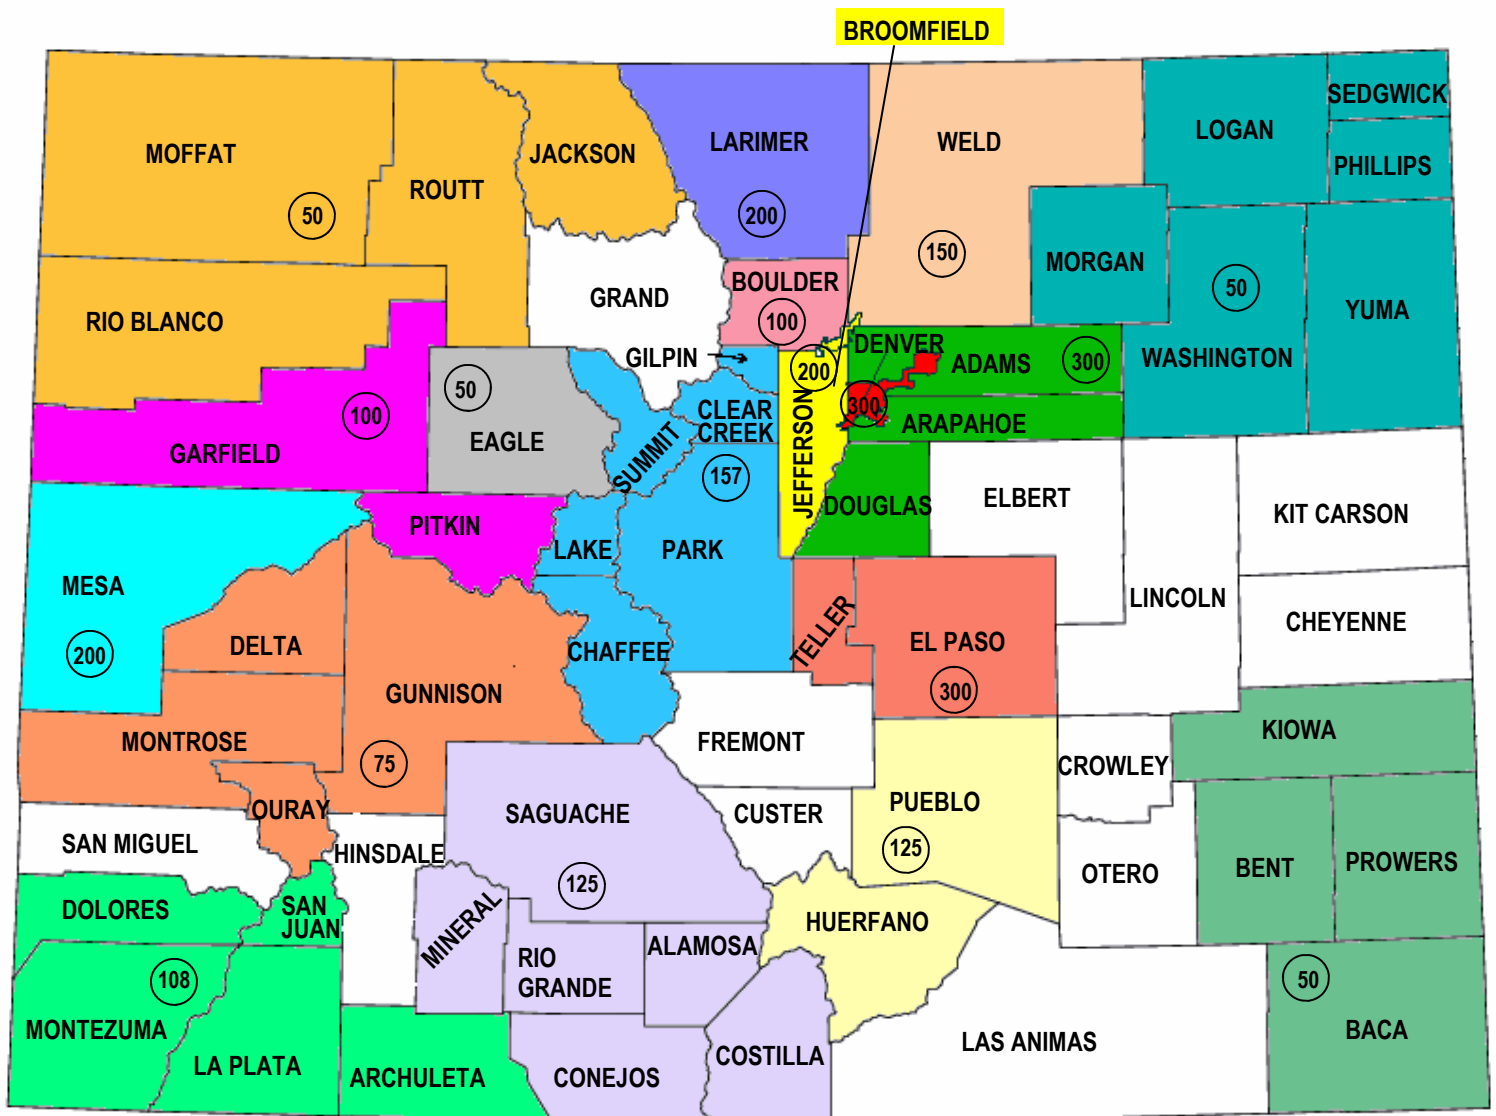 BROOMFIELD
SEDGWICK
LOGAN
MOFFAT
JACKSON
LARIMER
WELD
PHILLIPS
ROUTT
50
200
150
MORGAN
50
BOULDER
GRAND
YUMA
RIO BLANCO
100
GILPIN
DENVER
ADAMS
300
WASHINGTON
200
50
100
300
CLEAR
CREEK
ARAPAHOE
EAGLE
GARFIELD
SUMMIT
JEFFERSON
157
ELBERT
DOUGLAS
KIT CARSON
PITKIN
LAKE
PARK
MESA
LINCOLN
CHEYENNE
TELLER
EL PASO
DELTA
CHAFFEE
200
GUNNISON
300
KIOWA
MONTROSE
FREMONT
75
CROWLEY
OURAY
SAGUACHE
CUSTER
PUEBLO
SAN MIGUEL
HINSDALE
125
125
OTERO
BENT
PROWERS
DOLORES
SAN
JUAN
MINERAL
HUERFANO
ALAMOSA
RIO
GRANDE
108
50
MONTEZUMA
BACA
LAS ANIMAS
COSTILLA
LA PLATA
ARCHULETA
CONEJOS